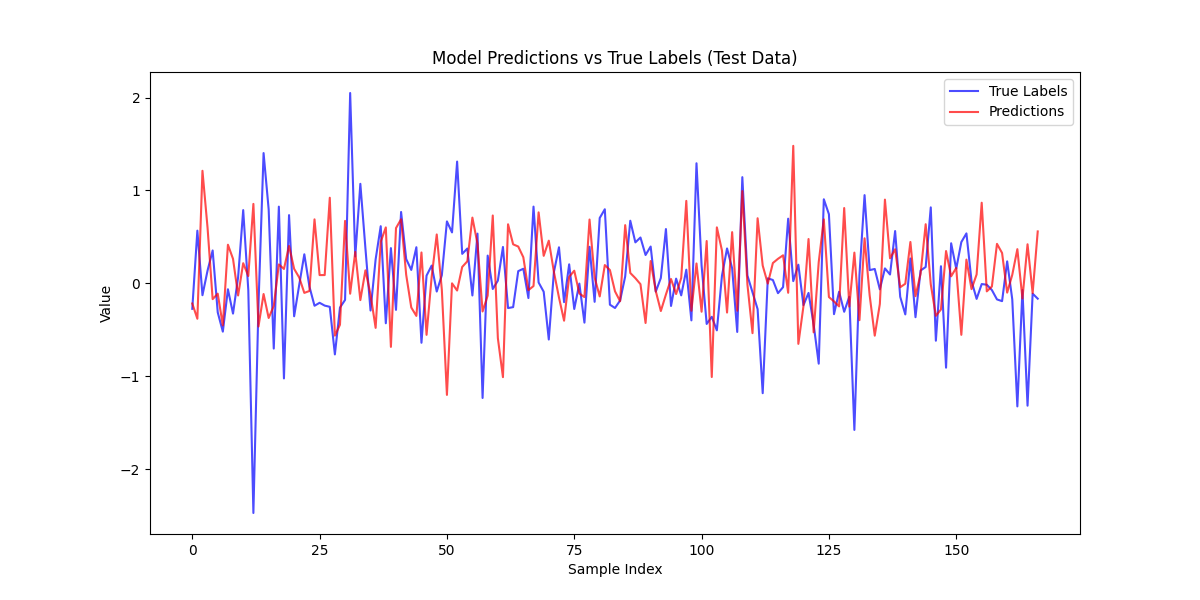 Model Predictions vs True Labels (Test Data)
True Labels
Predictions
2
1
0
−1
−2
Value
0 25 50 75 100 125 150
Sample Index